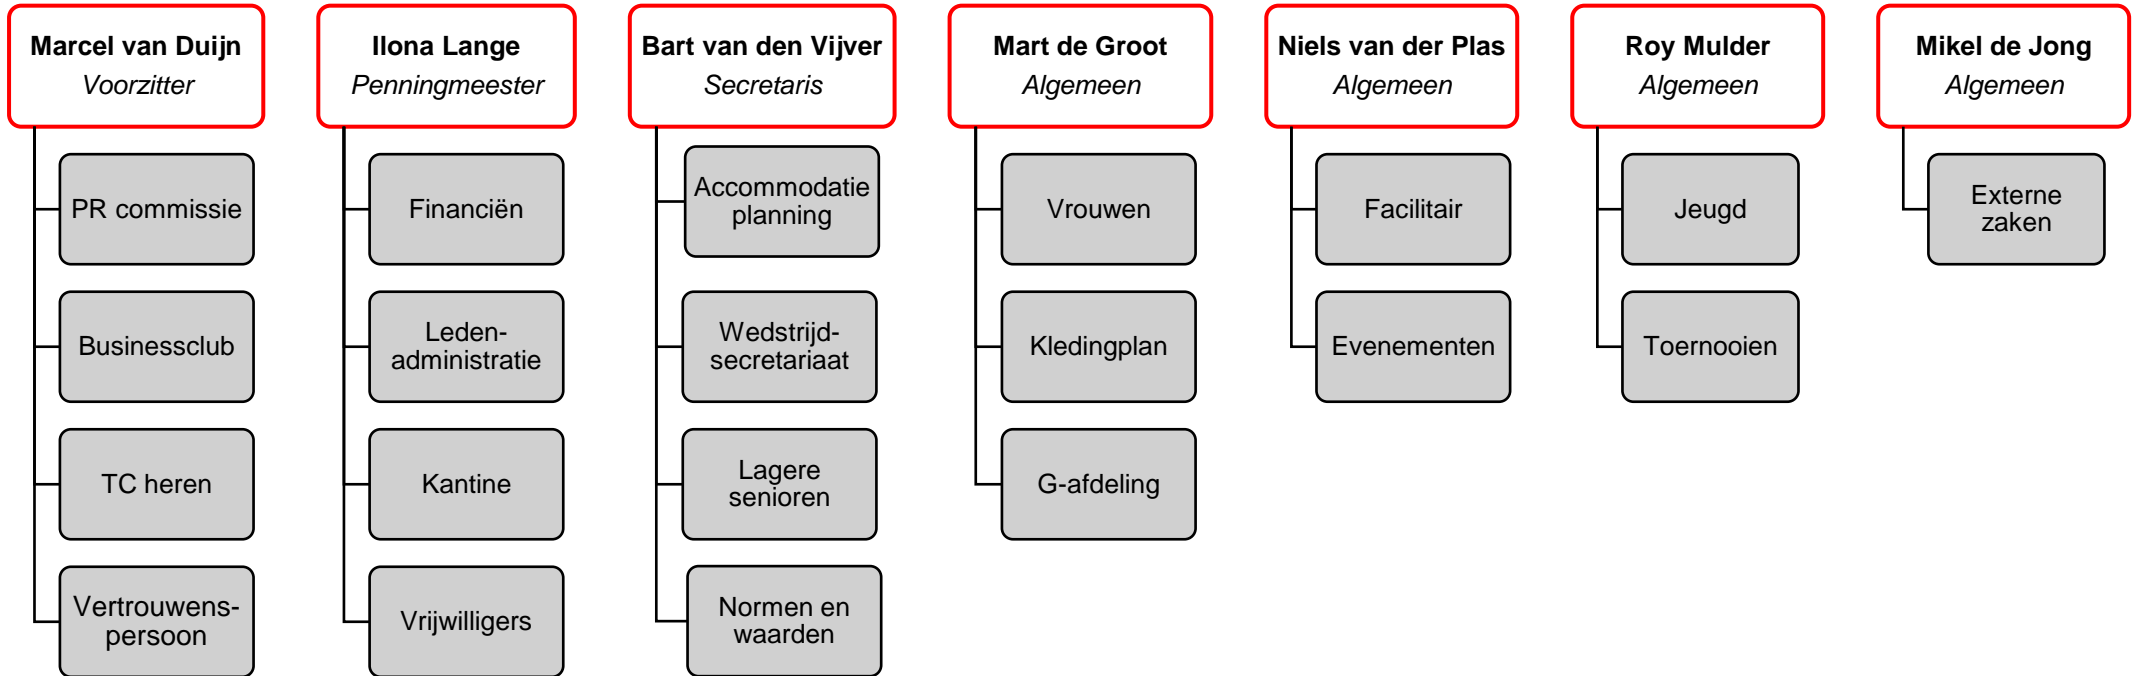 Marcel van Duijn
Voorzitter
PR commissie
Businessclub
TC heren
Vertrouwens-
persoon
Ilona Lange
Penningmeester
Financiën
Leden-
administratie
Kantine
Vrijwilligers
Bart van den Vijver
Secretaris
Accommodatie
planning
Wedstrijd-
secretariaat
Lagere
senioren
Normen en
waarden
Mart de Groot
Algemeen
Vrouwen
Kledingplan
G-afdeling
Niels van der Plas
Algemeen
Facilitair
Evenementen
Roy Mulder
Algemeen
Jeugd
Toernooien
Mikel de Jong
Algemeen
Externe
zaken